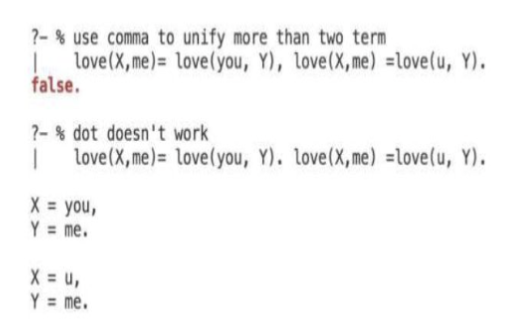 ?- % use comma to unify more than two term
|    love(X,me)= love(you, Y), love(X,me) =love(u, Y).
false.
?- % dot doesn't work
|    love(X,me)= love(you, Y). love(X,me) =love(u, Y).
X = you,
Y = me.
X = u,
Y = me.